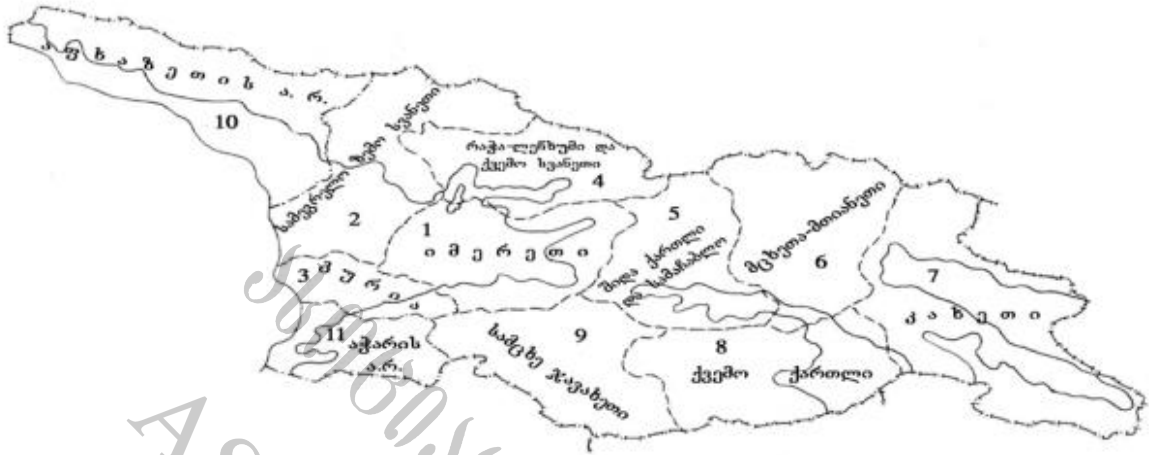 აფხაზეთის ა. რ.
10
ზემო სვანეთი
სამეგრელო
რაჭა-ლეჩხუმი და
ქვემო სვანეთი
4
2
1
იმერეთი
5
შიდა ქართლი
და სამაჩაბლო
მცხეთა-მთიანეთი
6
7
კახეთი
3
გურია
11
აჭარის
ა.რ.
9
სამცხე ჯავახეთი
8
ქვემო ქართლი